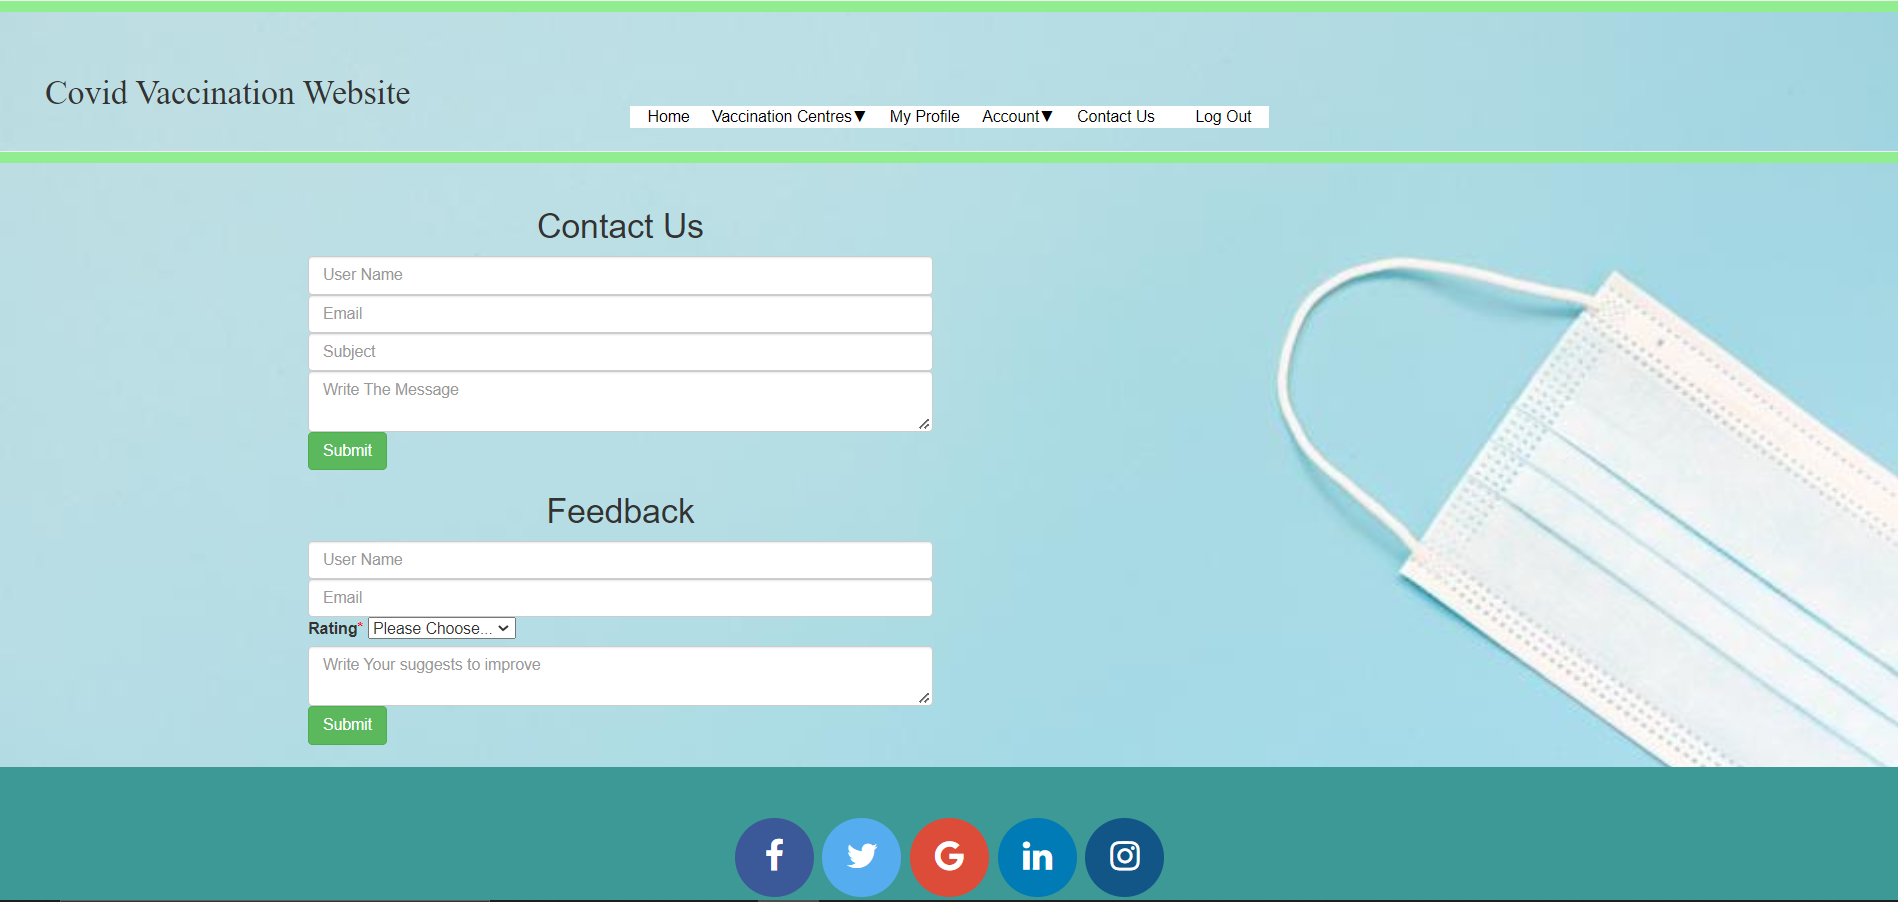 Covid Vaccination Website
Home Vaccination Centres▼ My Profile Account▼ Contact Us Log Out
Contact Us
User Name
Email
Subject
Write The Message
Submit
Feedback
User Name
Email
Rating* Please Choose...
Write Your suggests to improve
Submit